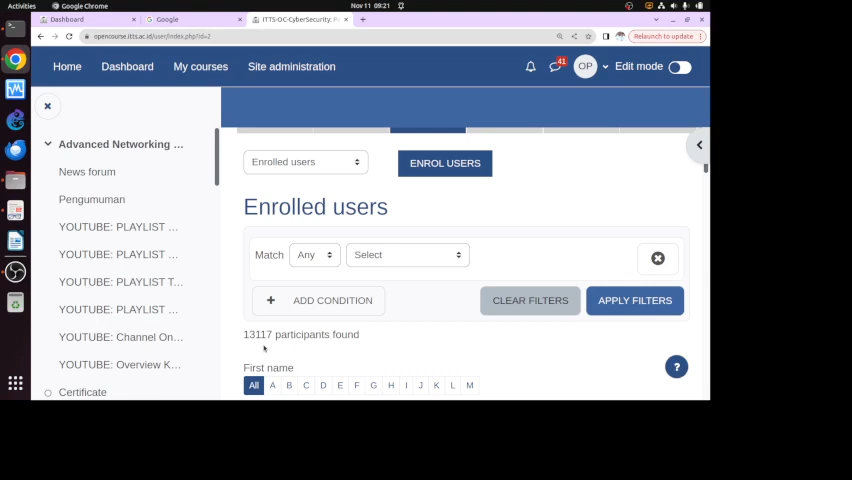 Activities
Google Chrome
Nov 11 09:21
Dashboard
Google
ITTS-OC:CyberSecurity: P
opencourse.itts.ac.id/user/index.php?id=2
Relaunch to update
Home
Dashboard
My courses
Site administration
41
OP
Edit mode
Advanced Networking ...
News forum
Pengumuman
YOUTUBE: PLAYLIST ...
YOUTUBE: PLAYLIST ...
YOUTUBE: PLAYLIST T...
YOUTUBE: PLAYLIST ...
YOUTUBE: Channel On...
YOUTUBE: Overview K...
Certificate
Enrolled users
ENROL USERS
Enrolled users
Match
Any
Select
+ ADD CONDITION
CLEAR FILTERS
APPLY FILTERS
13117 participants found
?
First name
All A B C D E F G H I J K L M